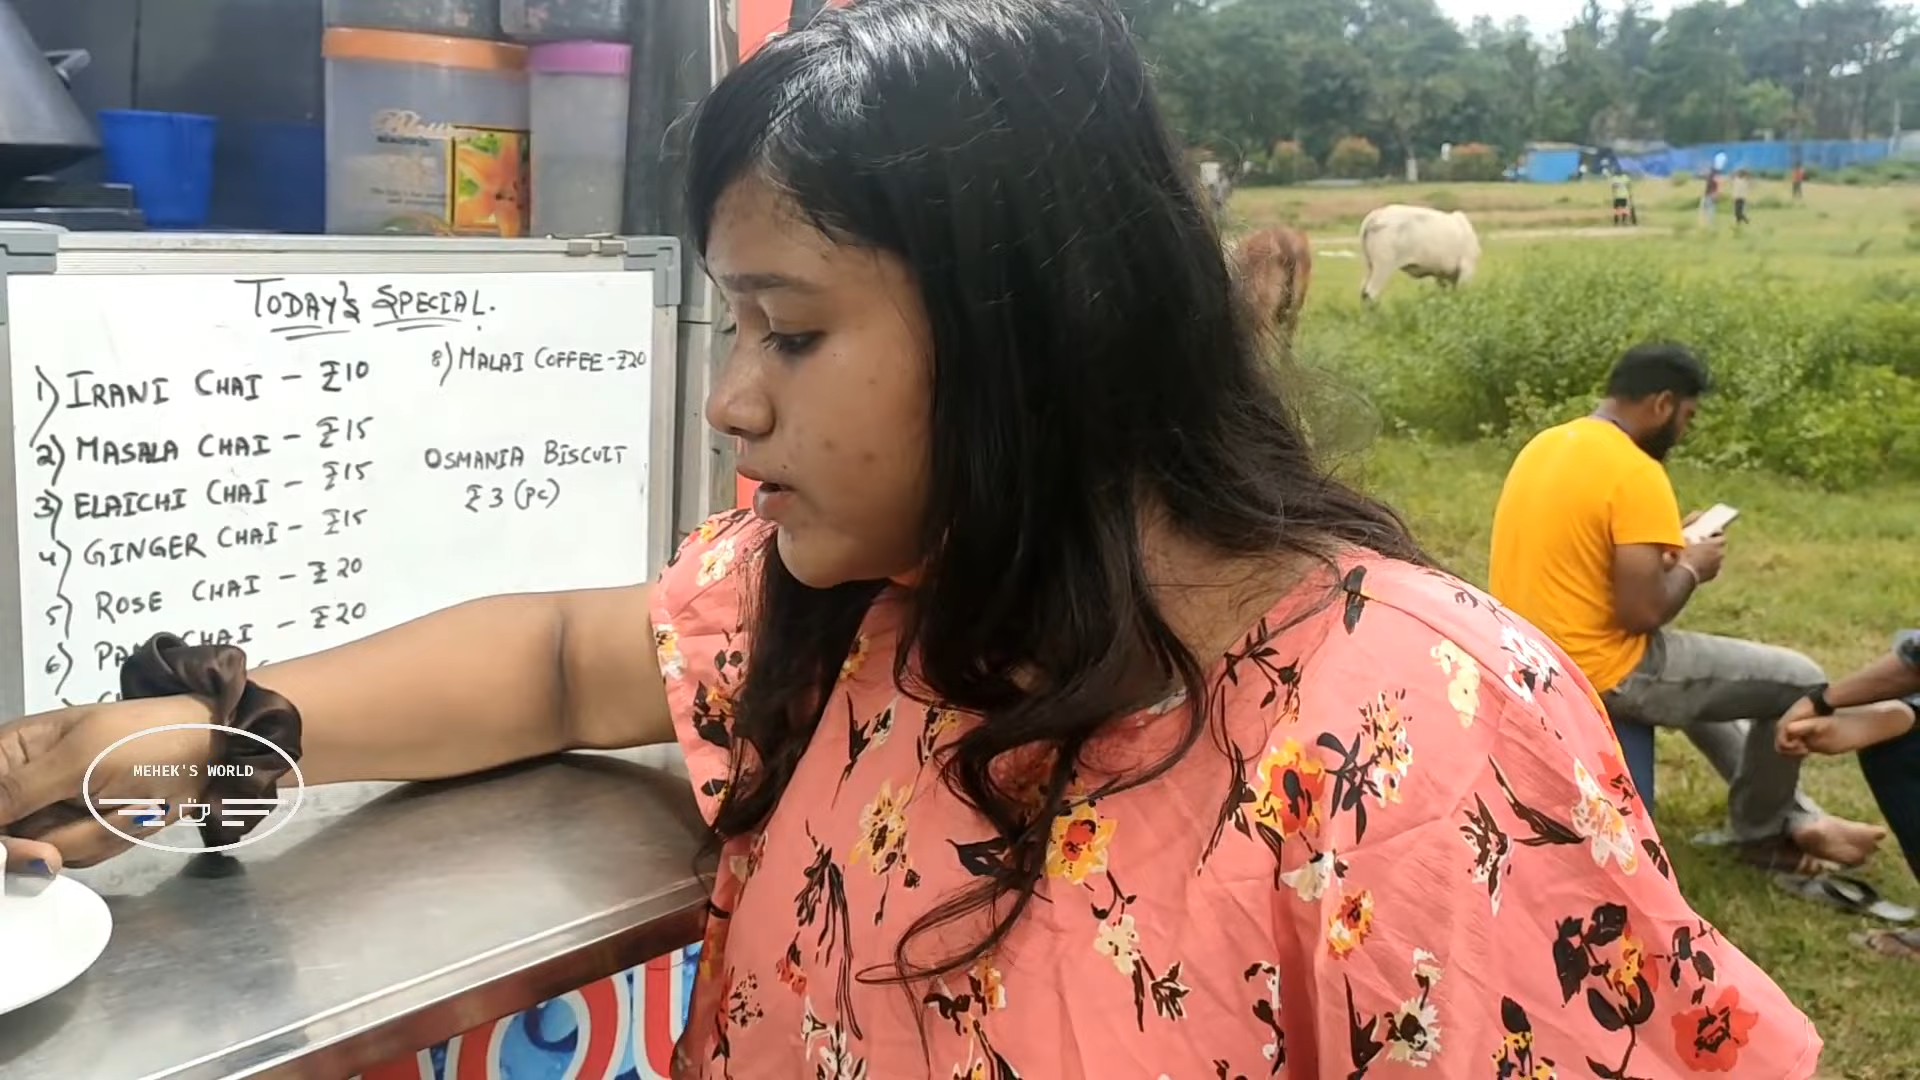 TODAY'S SPECIAL.
1) IRANI CHAI - ₹10
2) MASALA CHAI - ₹15
3) ELAICHI CHAI - ₹15
4) GINGER CHAI - ₹15
5) ROSE CHAI - ₹20
6) CHAI - ₹20
8) MALAI COFFEE - ₹20
OSMANIA BISCUIT
₹3 (PC)
MEHEK'S WORLD